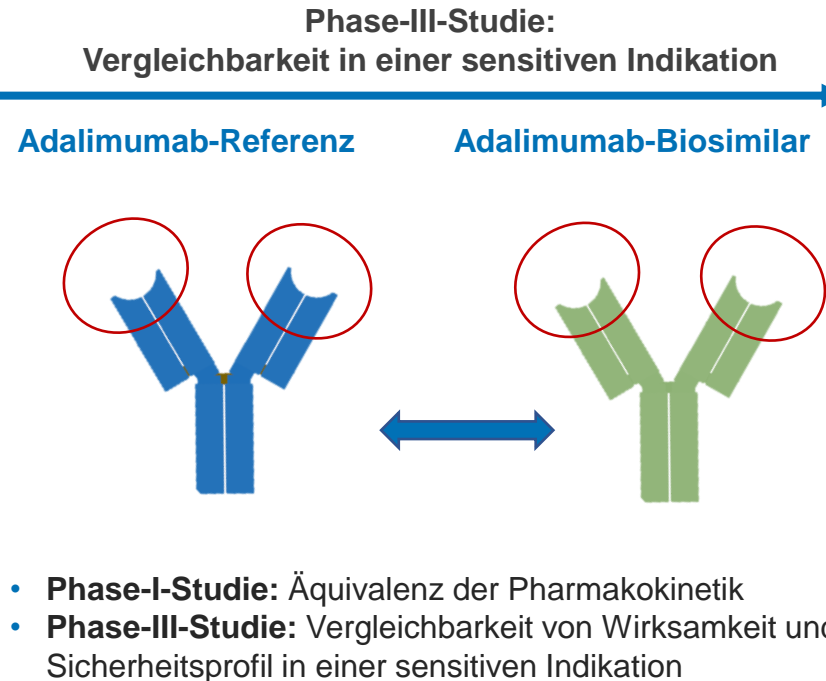 Phase-III-Studie:
Vergleichbarkeit in einer sensitiven Indikation
Adalimumab-Referenz Adalimumab-Biosimilar
• Phase-I-Studie: Äquivalenz der Pharmakokinetik
• Phase-III-Studie: Vergleichbarkeit von Wirksamkeit und
Sicherheitsprofil in einer sensitiven Indikation